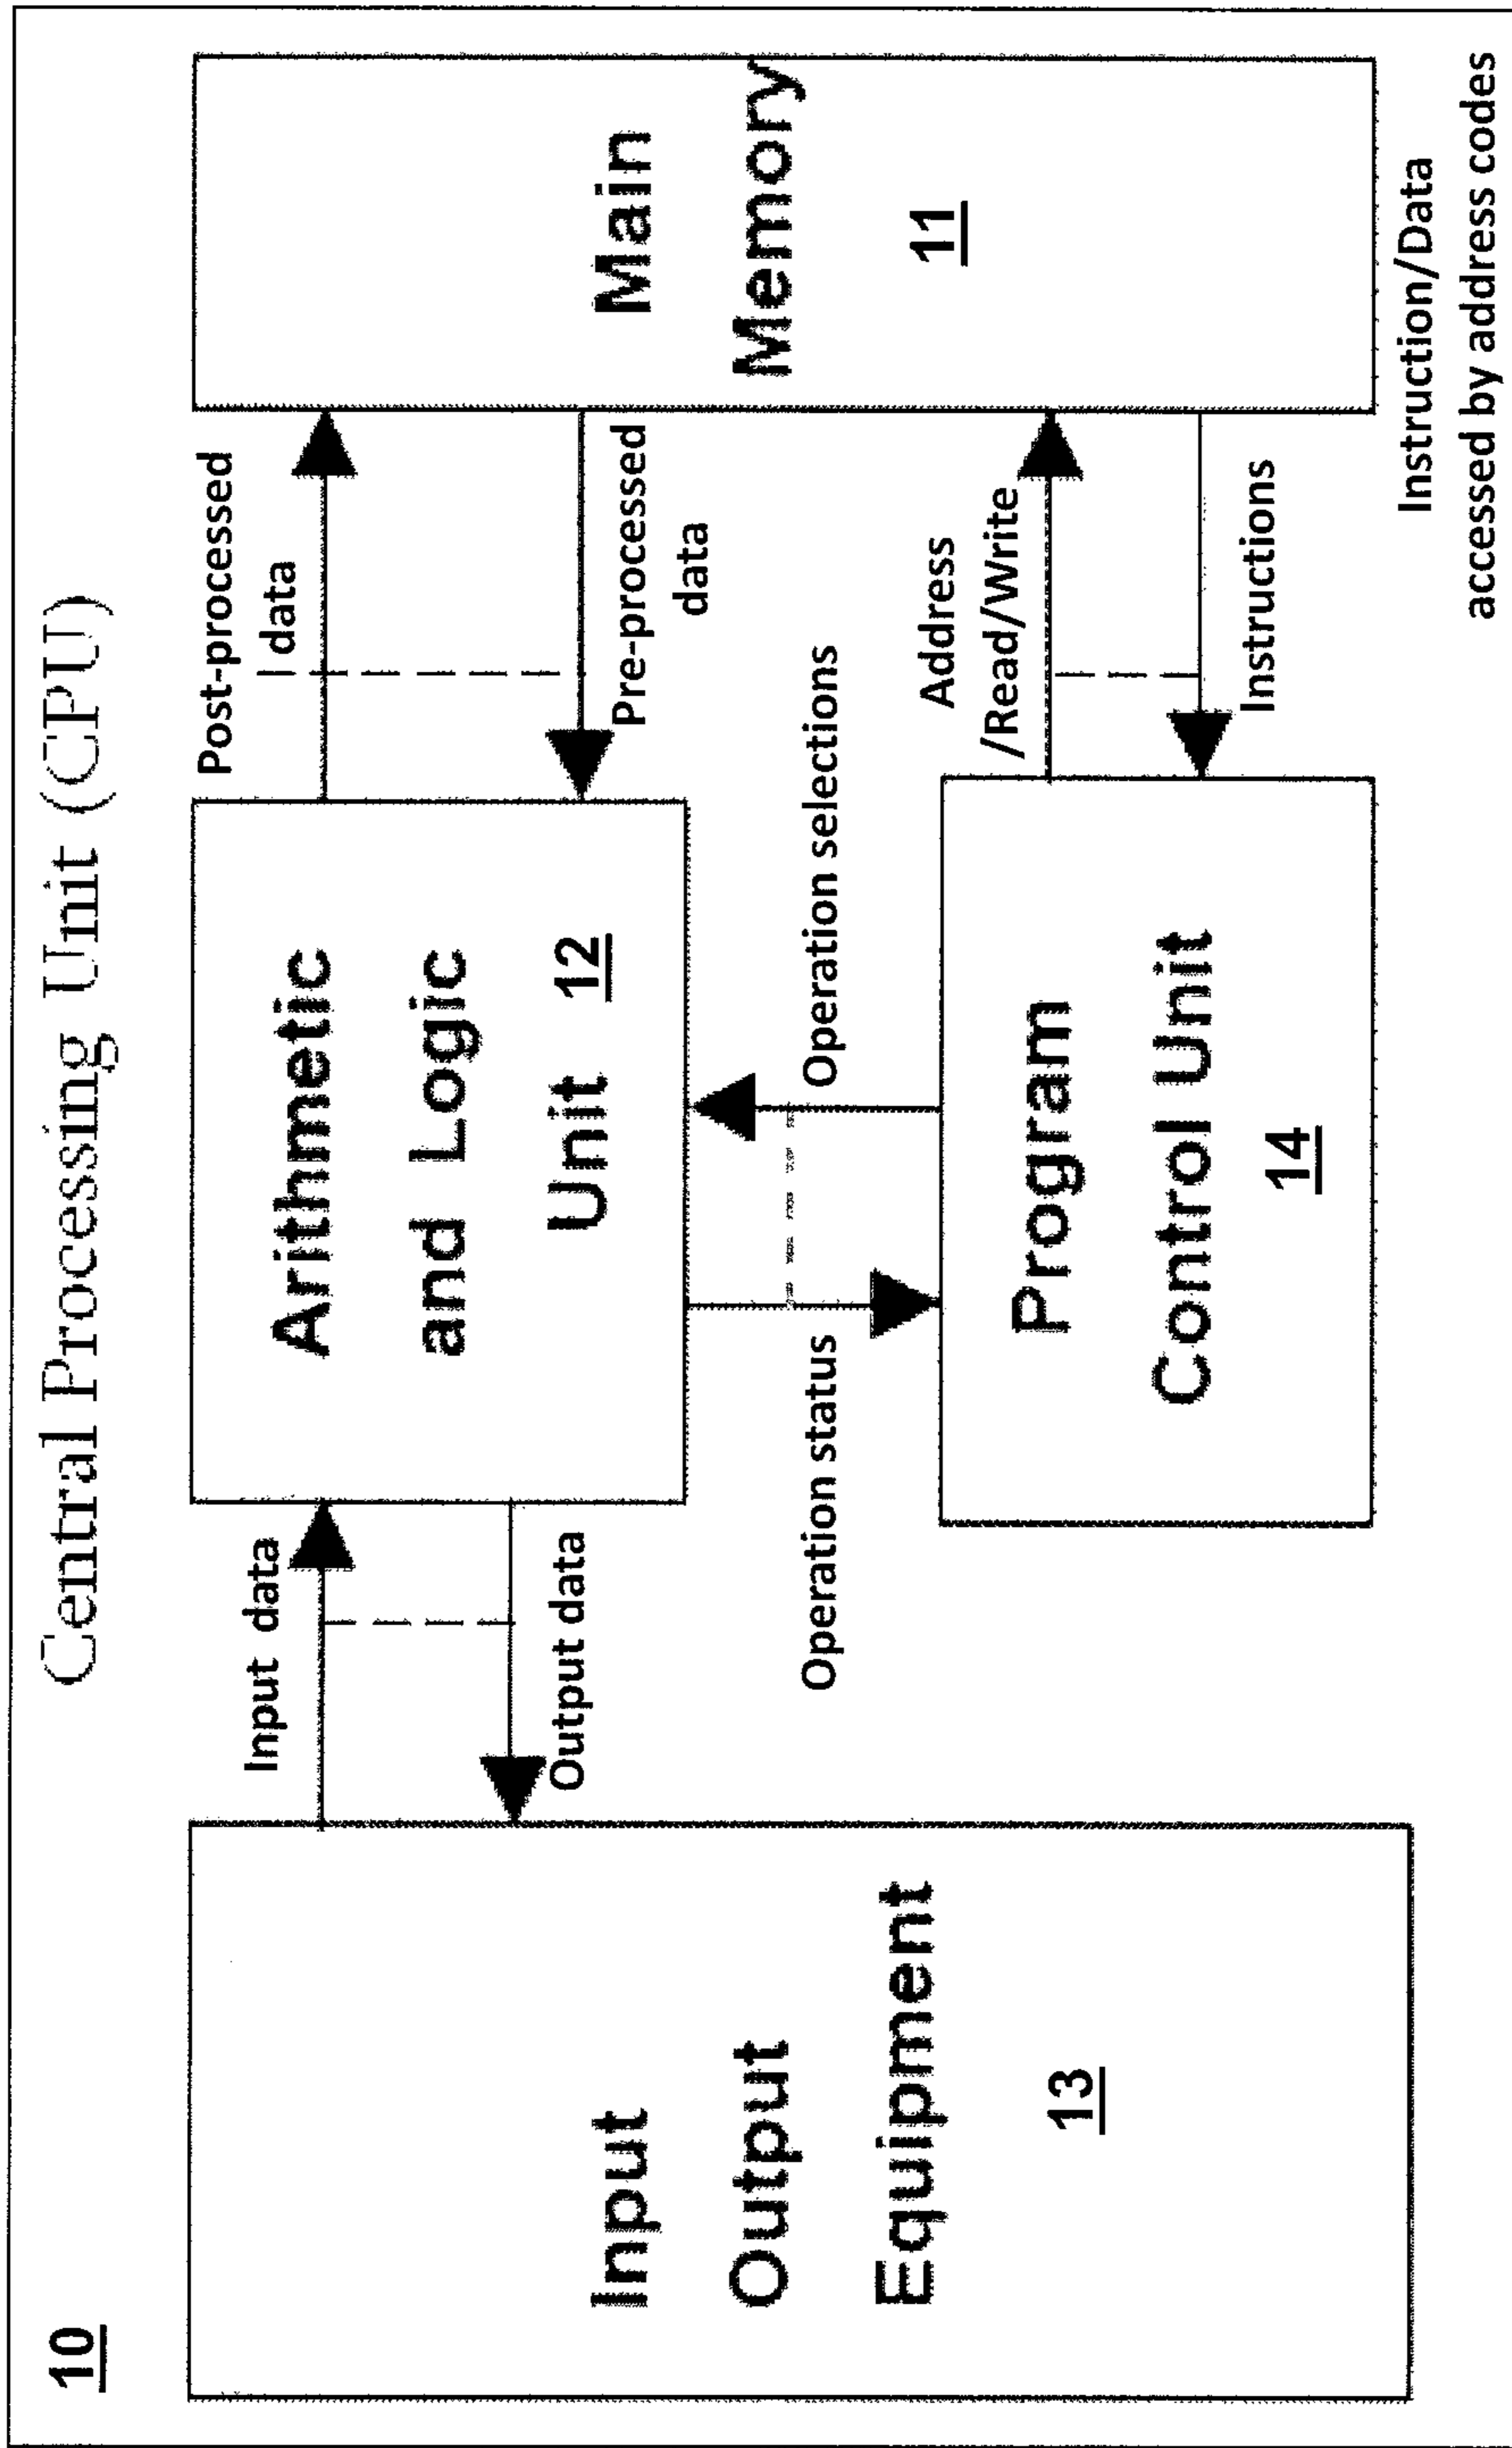 10
Central Processing Unit (CPU)
Input
Output
Equipment
13
Input data
Output data
Arithmetic
and Logic
Unit 12
Operation status
Operation selections
Program
Control Unit
14
Post-processed
data
Pre-processed
data
Address
/Read/Write
Instructions
Main
Memory
11
Instruction/Data
accessed by address codes